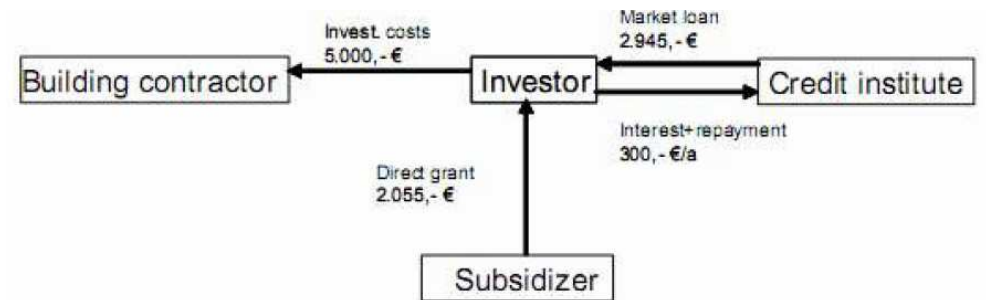 Market loan
2.945,- €
Invest. costs
5.000,- €
Building contractor
Investor
Credit institute
Interest+repayment
300,- €/a
Direct grant
2.055,- €
Subsidizer